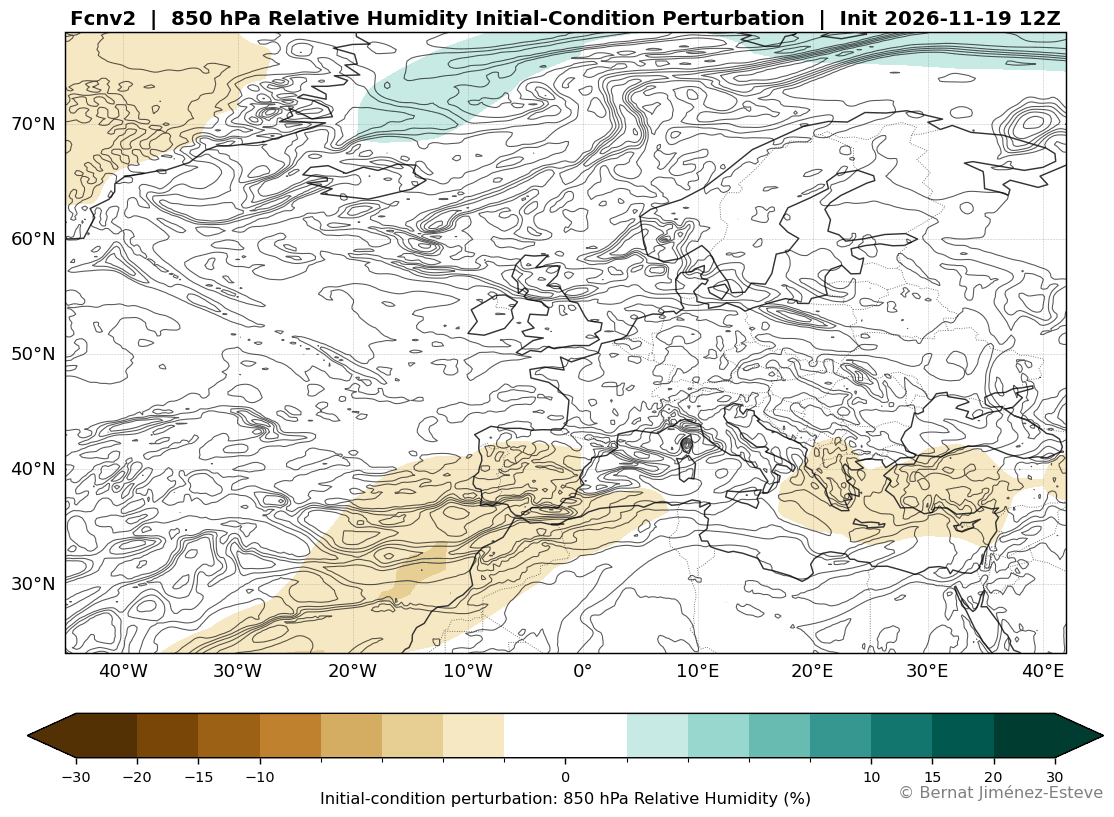 Fcnv2 | 850 hPa Relative Humidity Initial-Condition Perturbation | Init 2026-11-19 12Z
70°N
60°N
50°N
40°N
30°N
40°W 30°W 20°W 10°W 0° 10°E 20°E 30°E 40°E
−30 −20 −15 −10 0 10 15 20 30
Initial-condition perturbation: 850 hPa Relative Humidity (%)
© Bernat Jiménez-Esteve